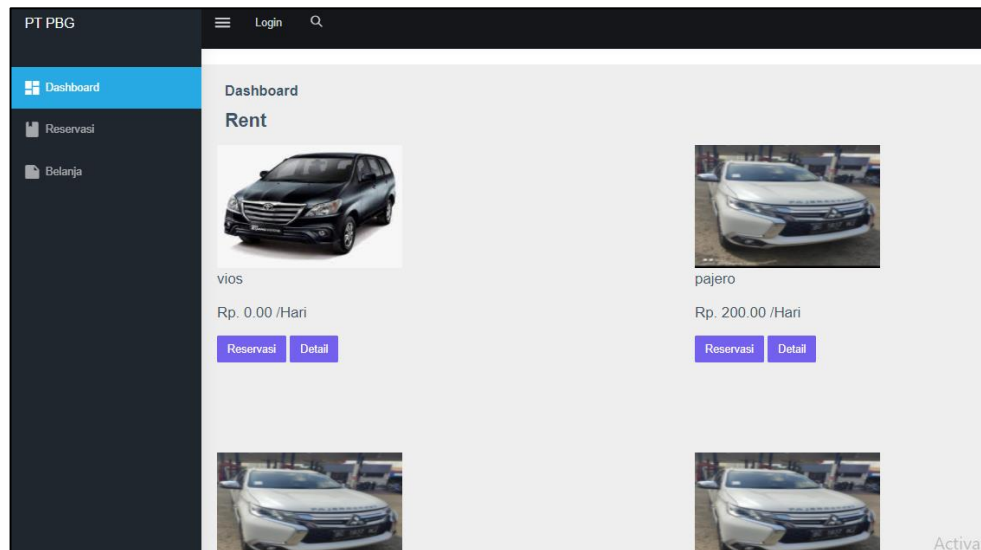 PT PBG
Login
Dashboard
Reservasi
Belanja
Dashboard
Rent
vios
Rp. 0.00 /Hari
Reservasi Detail
pajero
Rp. 200.00 /Hari
Reservasi Detail
Activa